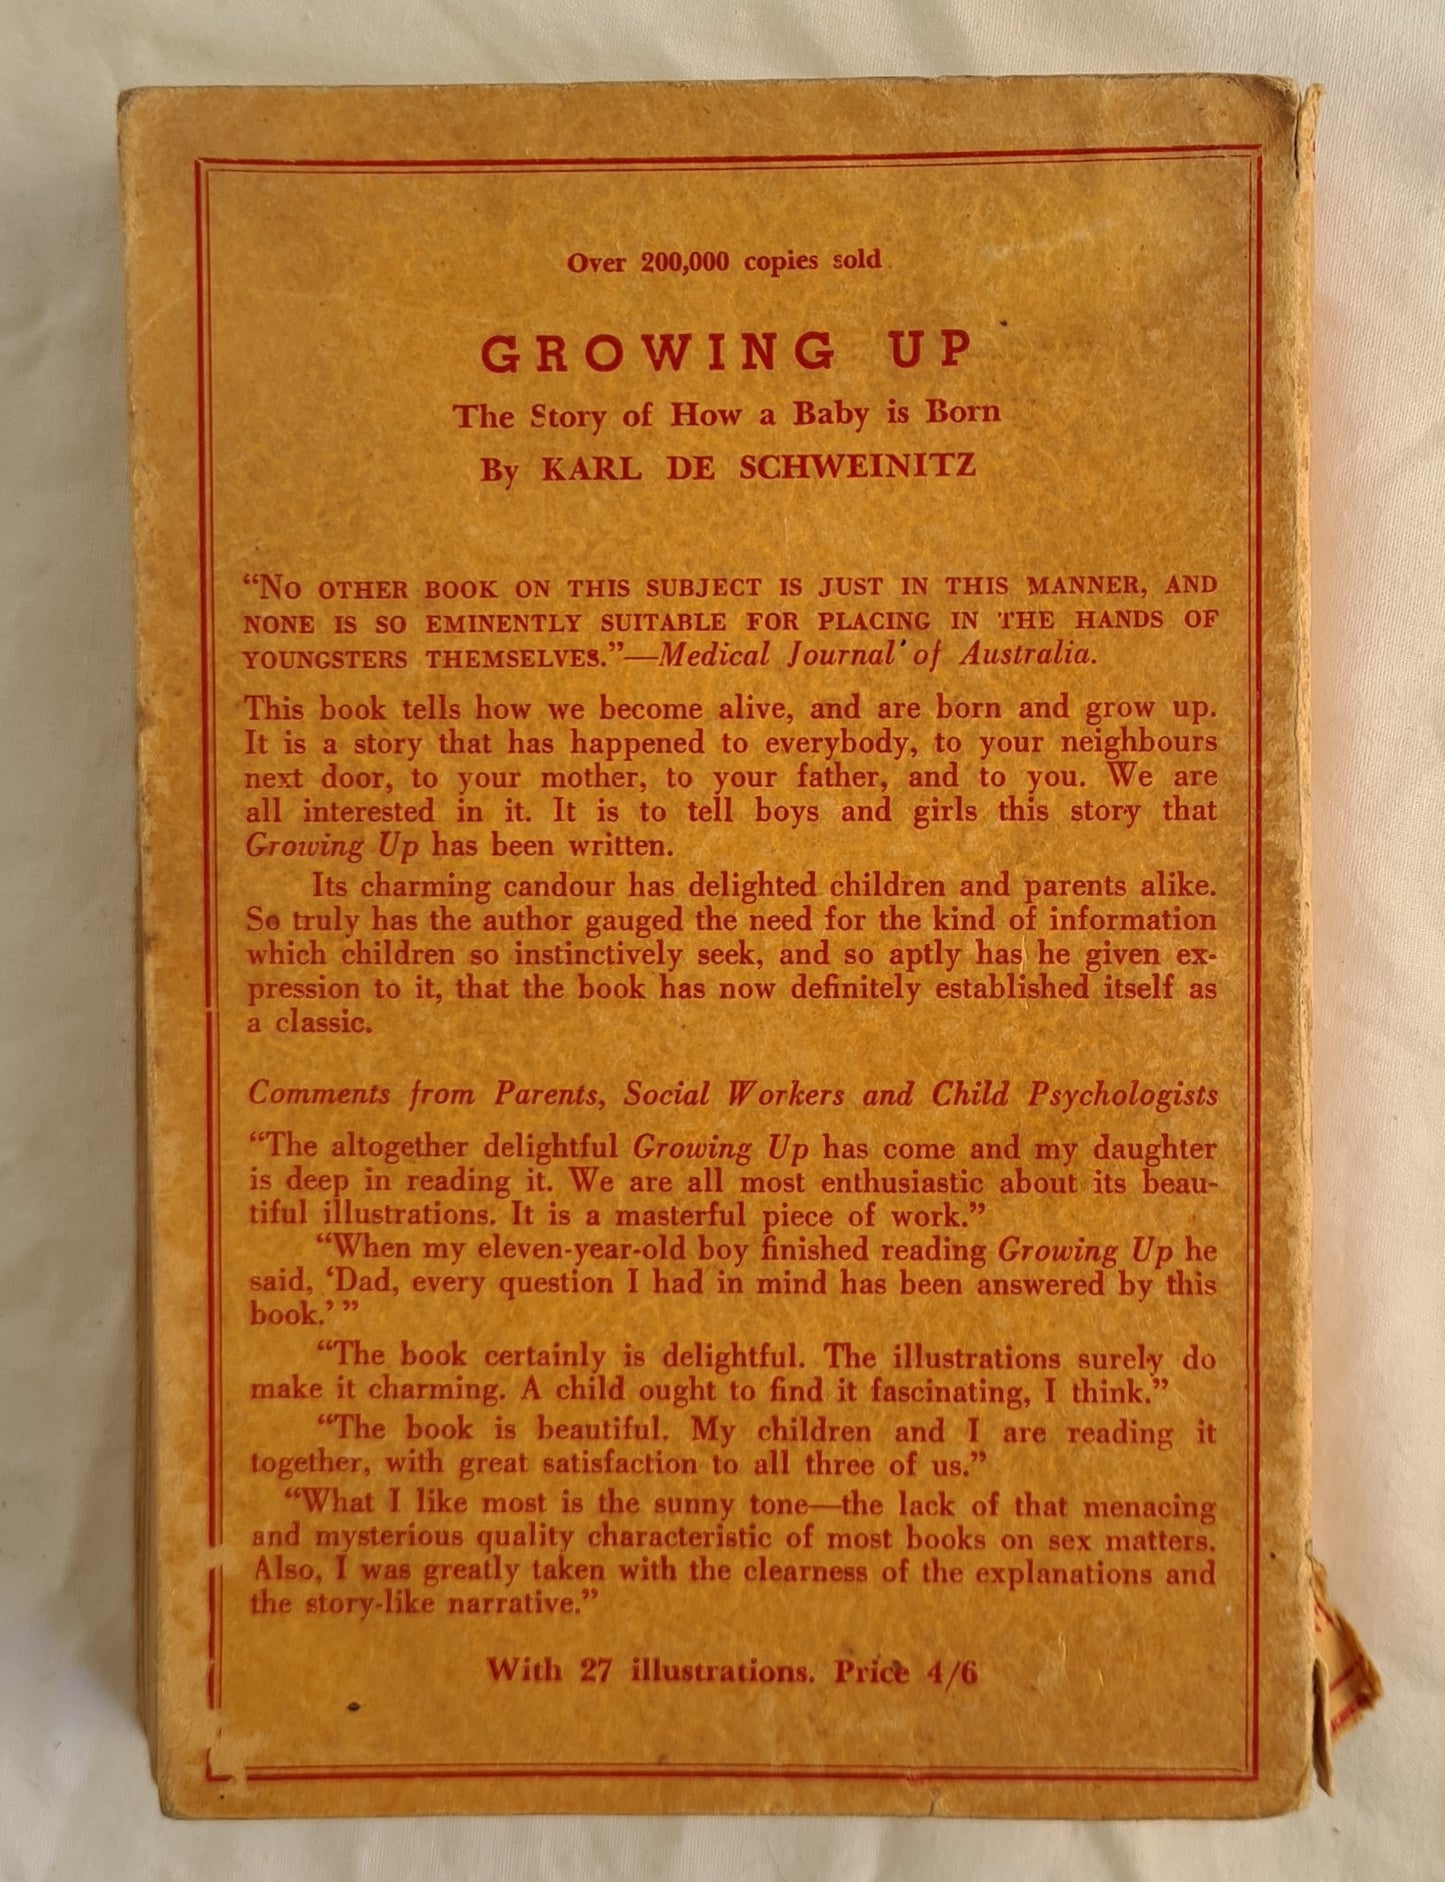 Over 200,000 copies sold
GROWING UP
The Story of How a Baby is Born
By KARL DE SCHWEINITZ
“NO OTHER BOOK ON THIS SUBJECT IS JUST IN THIS MANNER, AND
NONE IS SO EMINENTLY SUITABLE FOR PLACING IN THE HANDS OF
YOUNGSTERS THEMSELVES.”—Medical Journal of Australia.
This book tells how we become alive, and are born and grow up.
It is a story that has happened to everybody, to your neighbours
next door, to your mother, to your father, and to you. We are
all interested in it. It is to tell boys and girls this story that
Growing Up has been written.
Its charming candour has delighted children and parents alike.
So truly has the author gauged the need for the kind of information
which children so instinctively seek, and so aptly has he given ex-
pression to it, that the book has now definitely established itself as
a classic.
Comments from Parents, Social Workers and Child Psychologists
“The altogether delightful Growing Up has come and my daughter
is deep in reading it. We are all most enthusiastic about its beau-
tiful illustrations. It is a masterful piece of work.”
“When my eleven-year-old boy finished reading Growing Up he
said, ‘Dad, every question I had in mind has been answered by this
book.’ ”
“The book certainly is delightful. The illustrations surely do
make it charming. A child ought to find it fascinating, I think.”
“The book is beautiful. My children and I are reading it
together, with great satisfaction to all three of us.”
“What I like most is the sunny tone—the lack of that menacing
and mysterious quality characteristic of most books on sex matters.
Also, I was greatly taken with the clearness of the explanations and
the story-like narrative.”
With 27 illustrations. Price 4/6